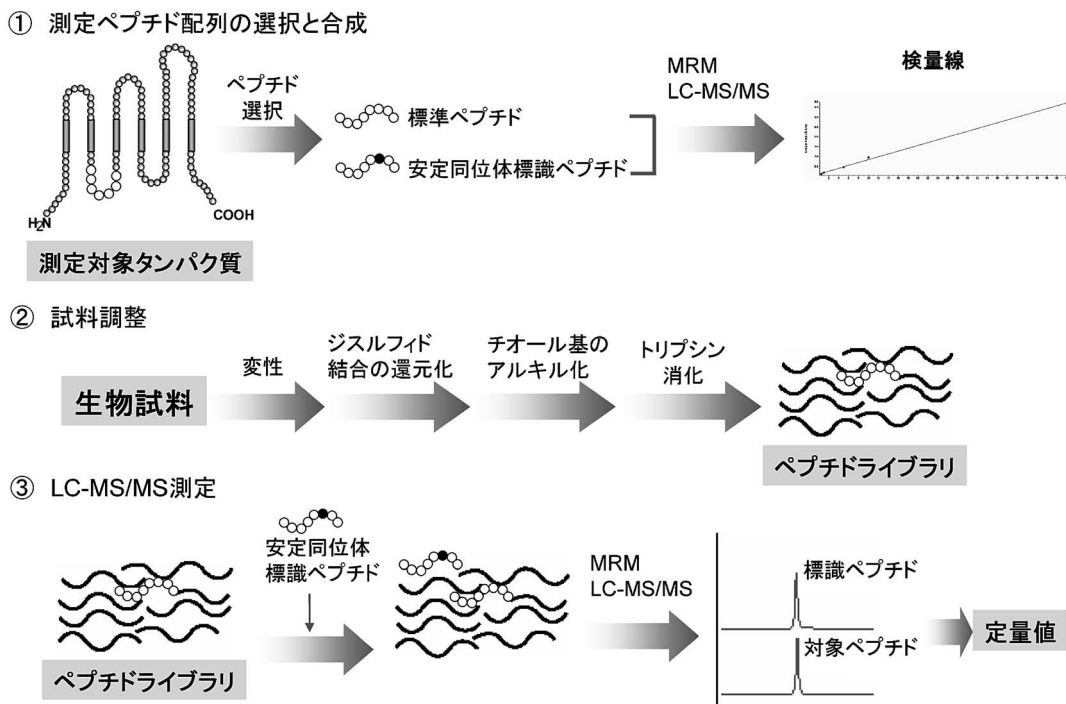 ① 測定ペプチド配列の選択と合成
ペプチド
選択
標準ペプチド
安定同位体標識ペプチド
MRM
LC-MS/MS
検量線
H₂N
COOH
測定対象タンパク質
② 試料調整
生物試料
変性
ジスルフィド
結合の還元化
チオール基の
アルキル化
トリプシン
消化
ペプチドライブラリ
③ LC-MS/MS測定
安定同位体
標識ペプチド
MRM
LC-MS/MS
標識ペプチド
対象ペプチド
定量値
ペプチドライブラリ